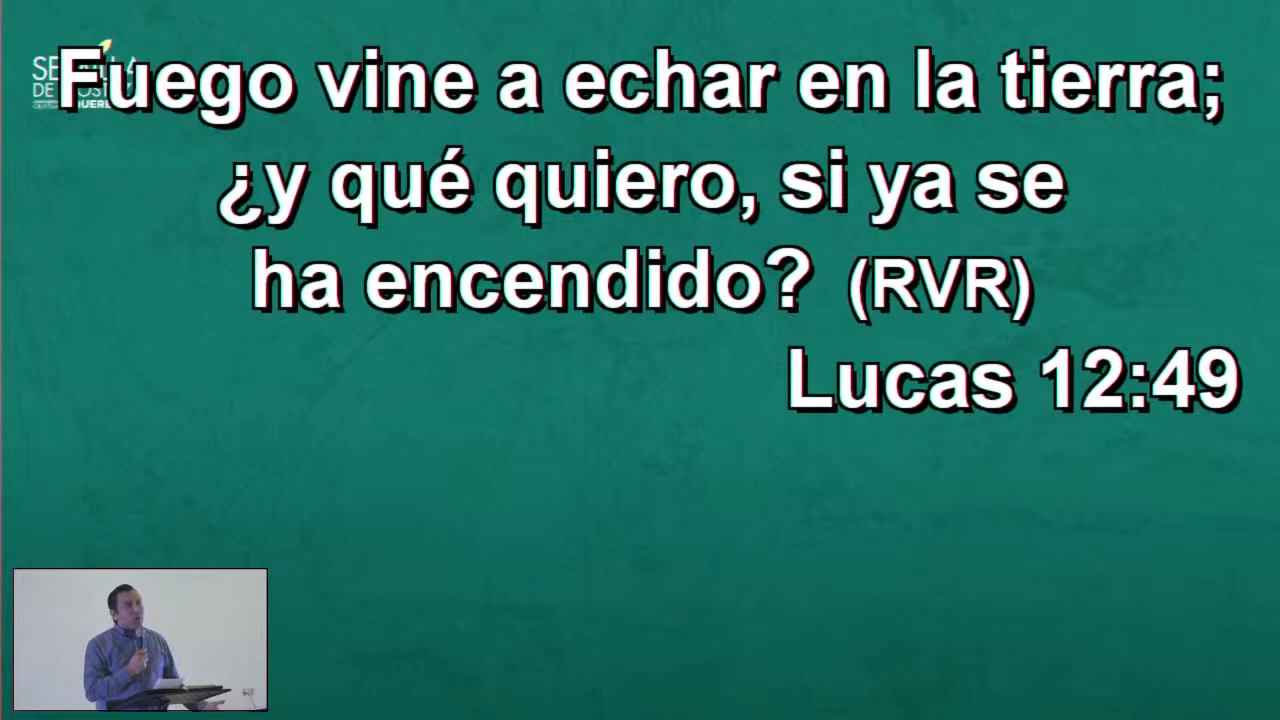 Fuego vine a echar en la tierra;
¿y qué quiero, si ya se
ha encendido? (RVR)
Lucas 12:49